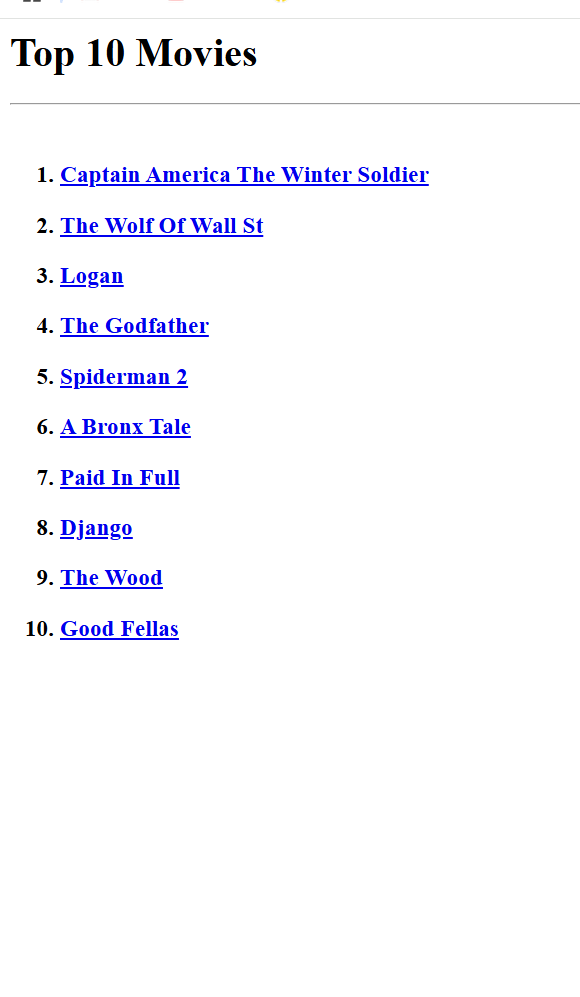 Top 10 Movies
1. Captain America The Winter Soldier
2. The Wolf Of Wall St
3. Logan
4. The Godfather
5. Spiderman 2
6. A Bronx Tale
7. Paid In Full
8. Django
9. The Wood
10. Good Fellas